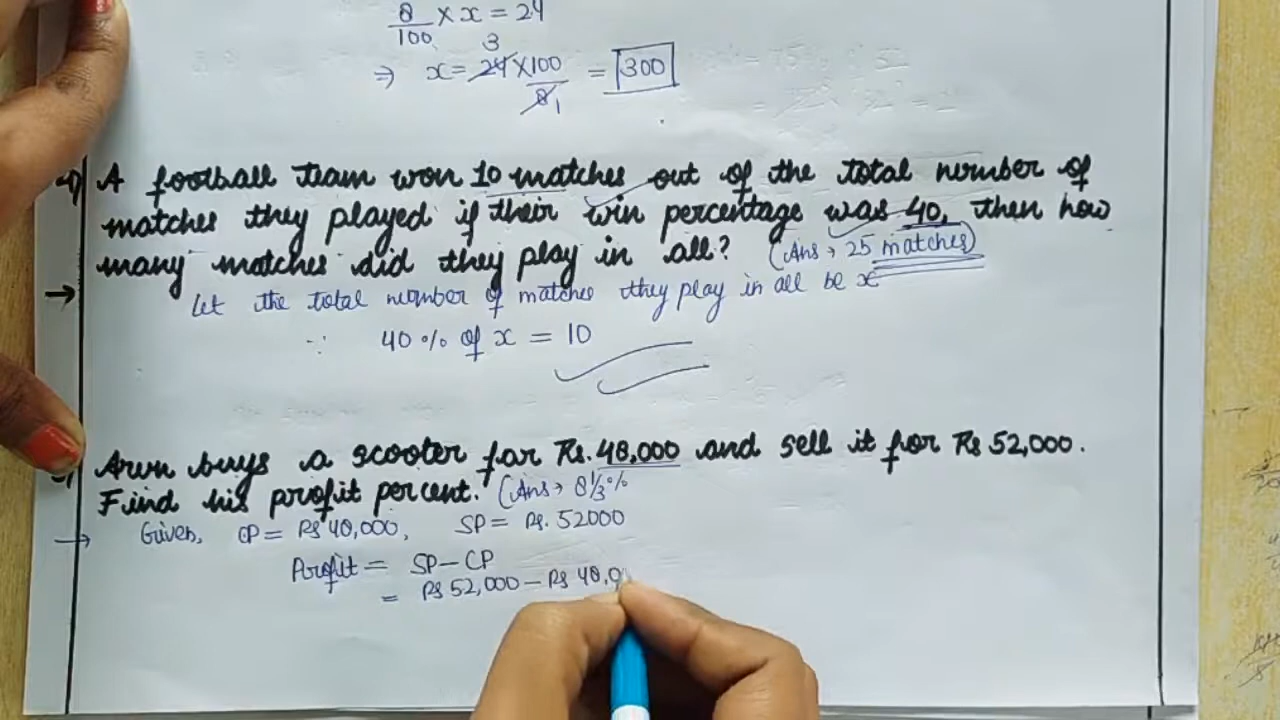 8/100 × x = 24
⇒ x = 24 × 100 / 8 = 300
3
1
A football team won 10 matches out of the total number of
matches they played if their win percentage was 40, then how
many matches did they play in all? (Ans → 25 matches)
→ Let the total number of matches they play in all be x
∴ 40 % of x = 10
Arun buys a scooter for Rs. 48,000 and sell it for Rs 52,000.
Find his profit percent. (Ans → 8 1/3 %
→ Given, CP = Rs 48,000, SP = Rs. 52000
Profit = SP - CP
= Rs 52,000 - Rs 48,0